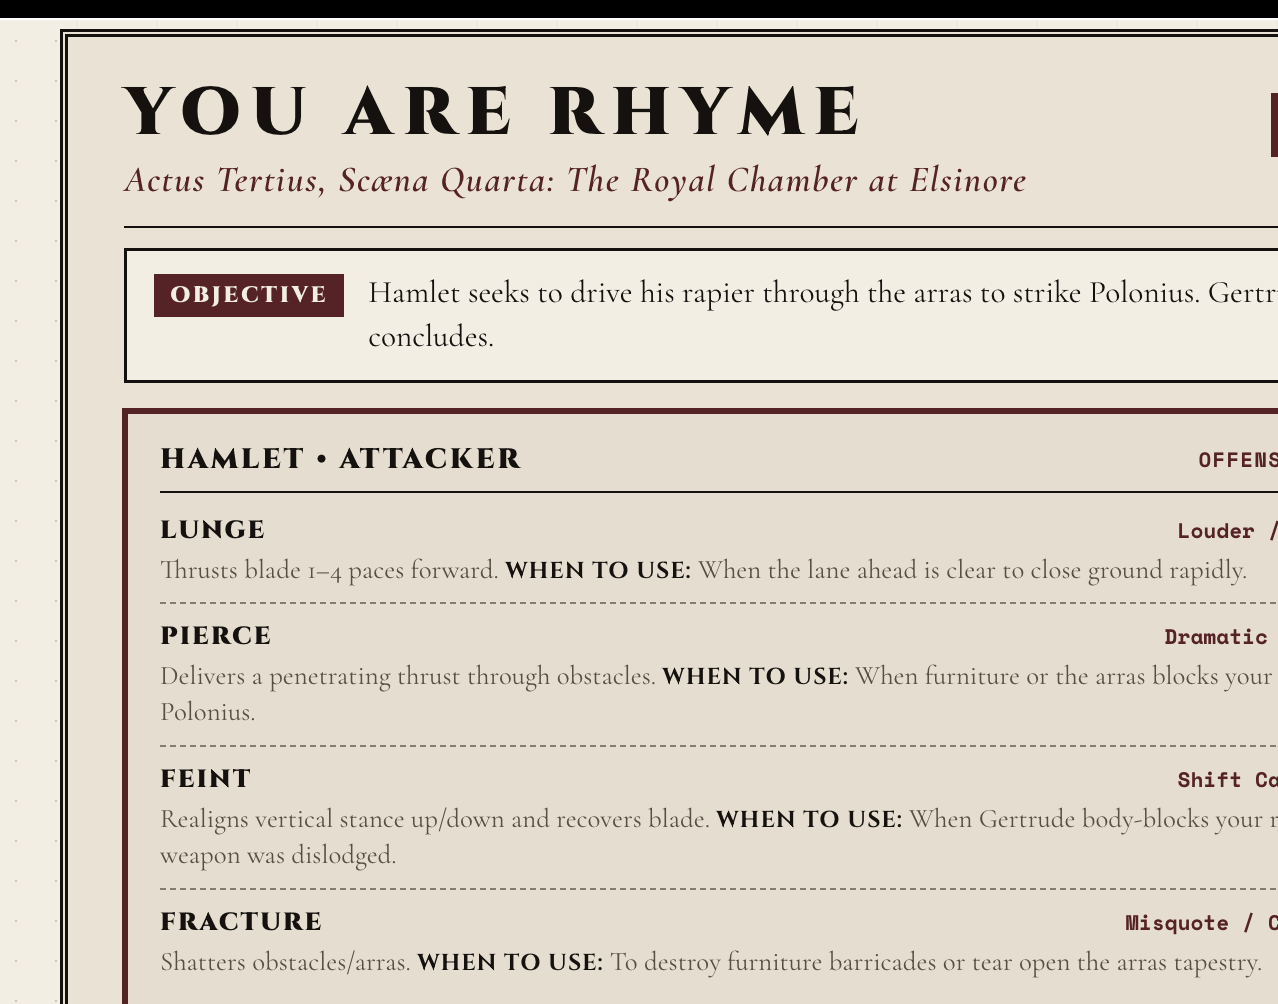 YOU ARE RHYME
Actus Tertius, Scæna Quarta: The Royal Chamber at Elsinore
OBJECTIVE Hamlet seeks to drive his rapier through the arras to strike Polonius.
concludes.
HAMLET • ATTACKER
LUNGE Louder /
Thrusts blade 1–4 paces forward. WHEN TO USE: When the lane ahead is clear to close ground rapidly.
PIERCE Dramatic
Delivers a penetrating thrust through obstacles. WHEN TO USE: When furniture or the arras blocks your
Polonius.
FEINT Shift
Realigns vertical stance up/down and recovers blade. WHEN TO USE: When Gertrude body-blocks your
weapon was dislodged.
FRACTURE Misquote /
Shatters obstacles/arras. WHEN TO USE: To destroy furniture barricades or tear open the arras tapestry.